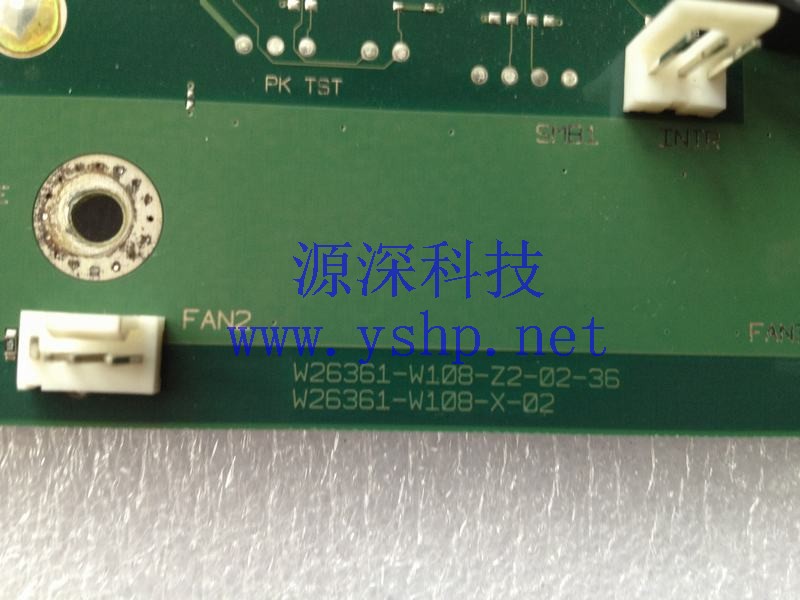 PK TST
SMB1 INTR
源深科技
FAN2
www.yshp.net
FAN
W26361-W108-Z2-02-36
W26361-W108-X-02